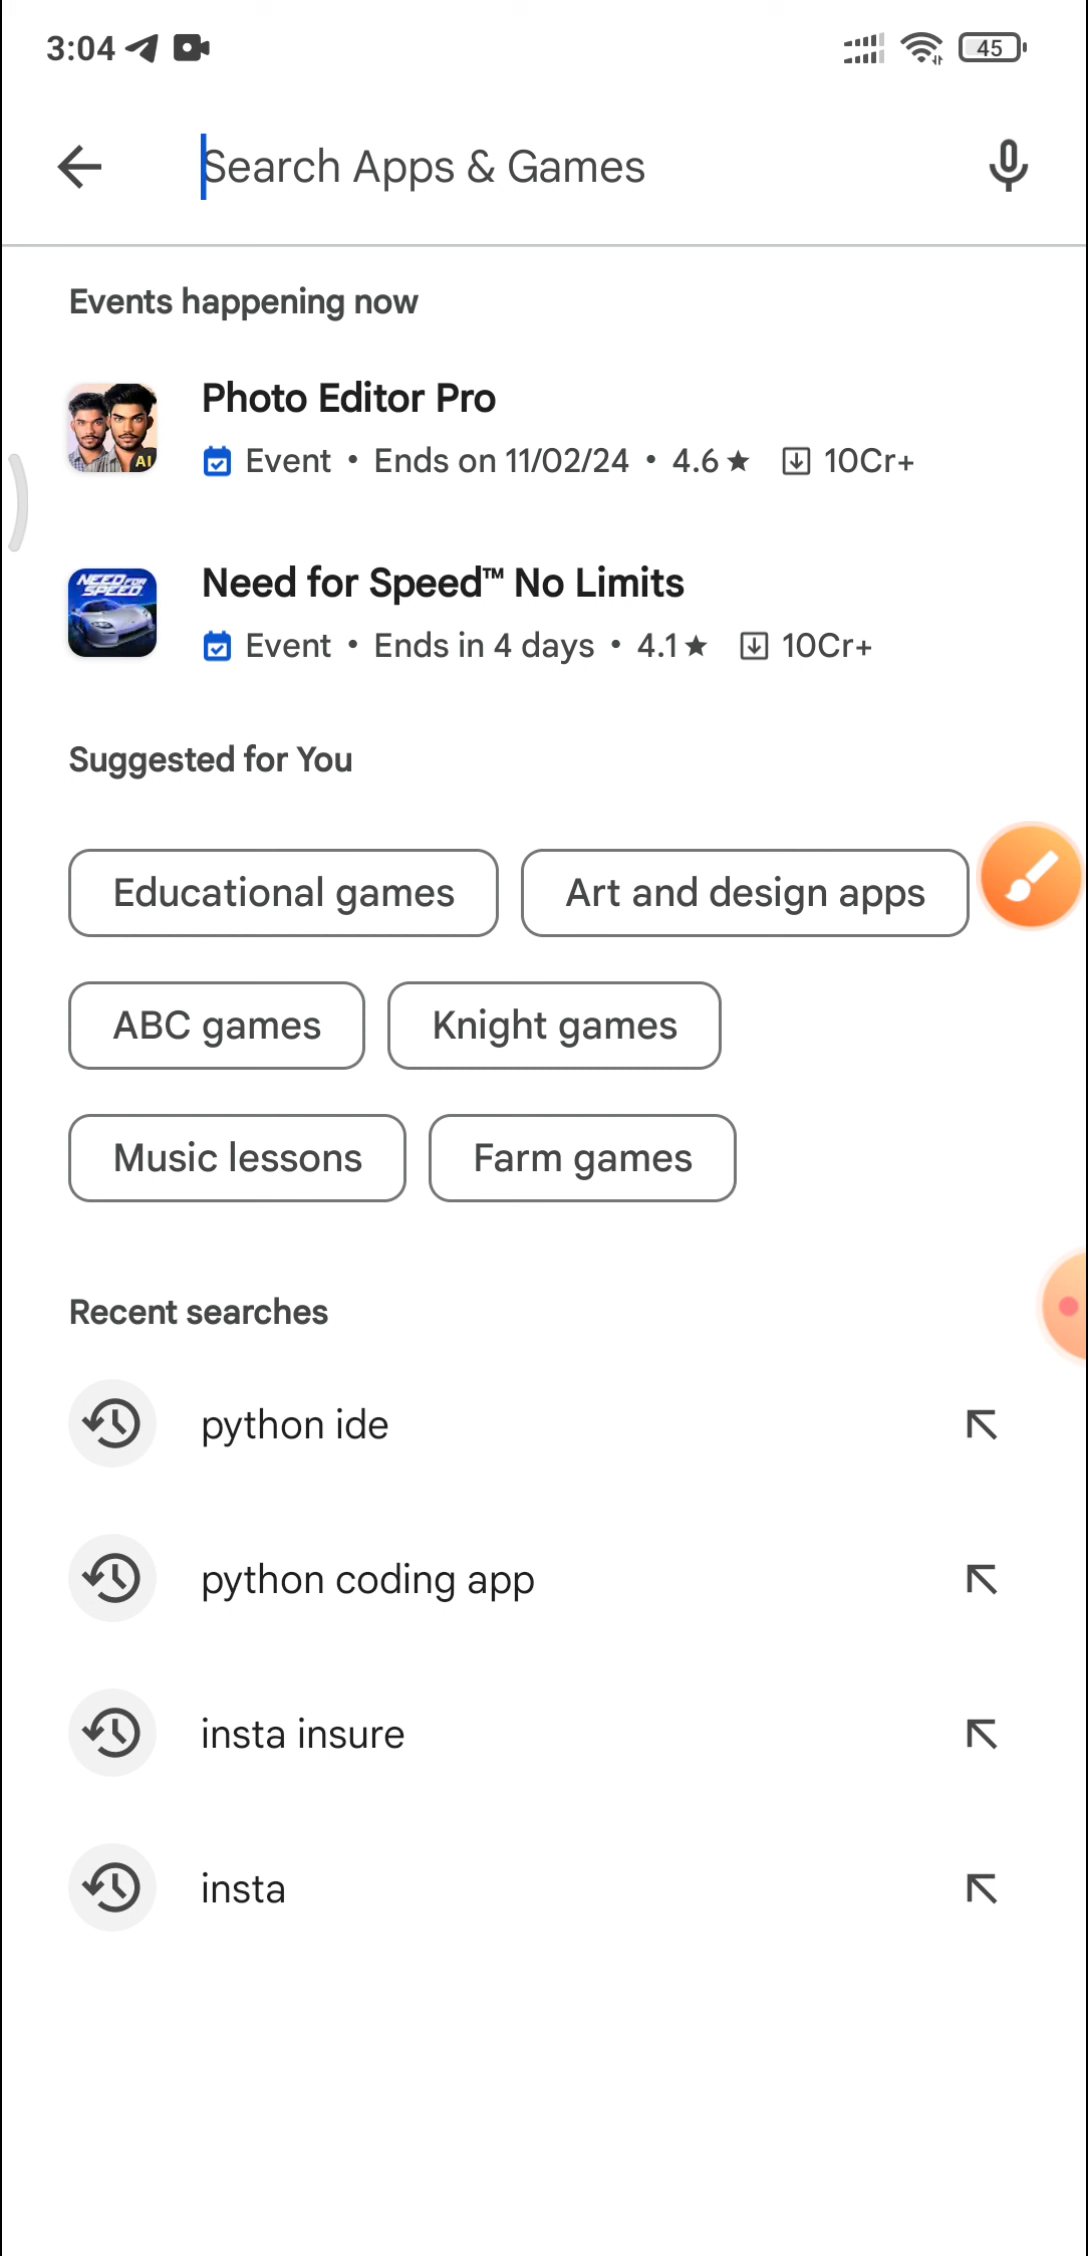 3:04
45
Search Apps & Games
Events happening now
Photo Editor Pro
Event • Ends on 11/02/24 • 4.6★ 10Cr+
AI
Need for Speed™ No Limits
NEED FOR SPEED
Event • Ends in 4 days • 4.1★ 10Cr+
Suggested for You
Educational games
Art and design apps
ABC games
Knight games
Music lessons
Farm games
Recent searches
python ide
python coding app
insta insure
insta